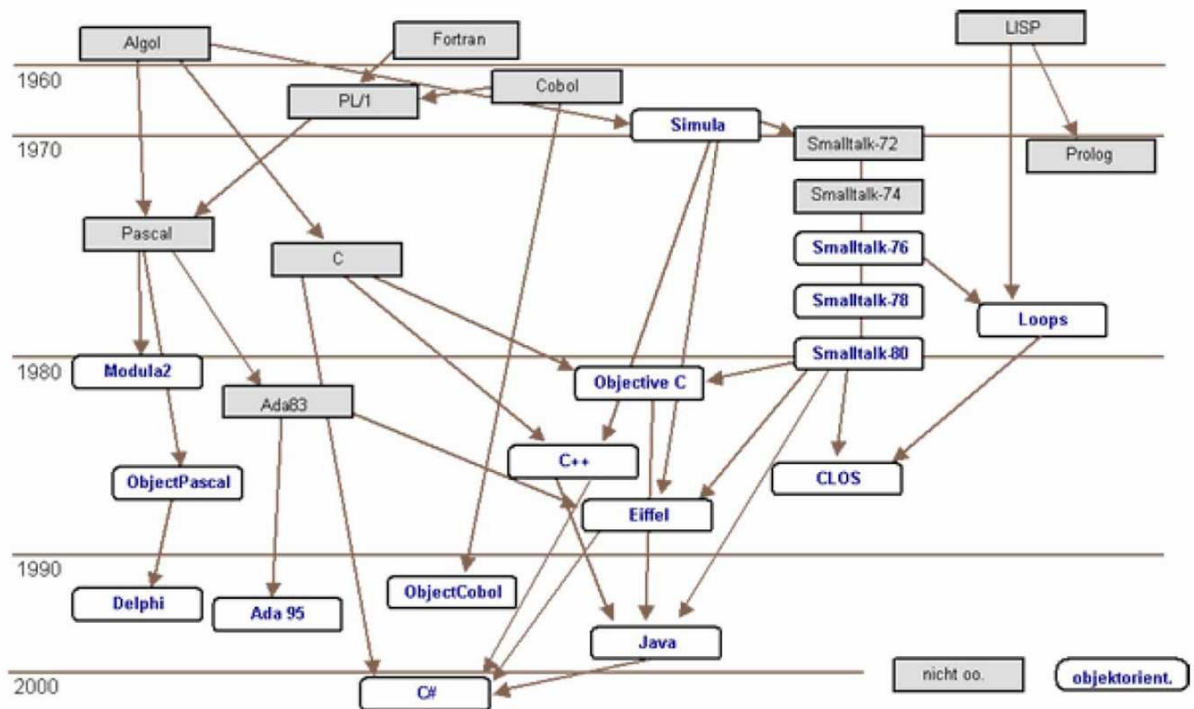 Algol
Fortran
LISP
1960
PL/1
Cobol
Simula
1970
Smalltalk-72
Prolog
Smalltalk-74
Pascal
C
Smalltalk-76
Smalltalk-78
Loops
1980
Modula2
Smalltalk-80
Objective C
Ada83
C++
ObjectPascal
CLOS
Eiffel
1990
Delphi
Ada 95
ObjectCobol
Java
2000
C#
nicht oo.
objektorient.